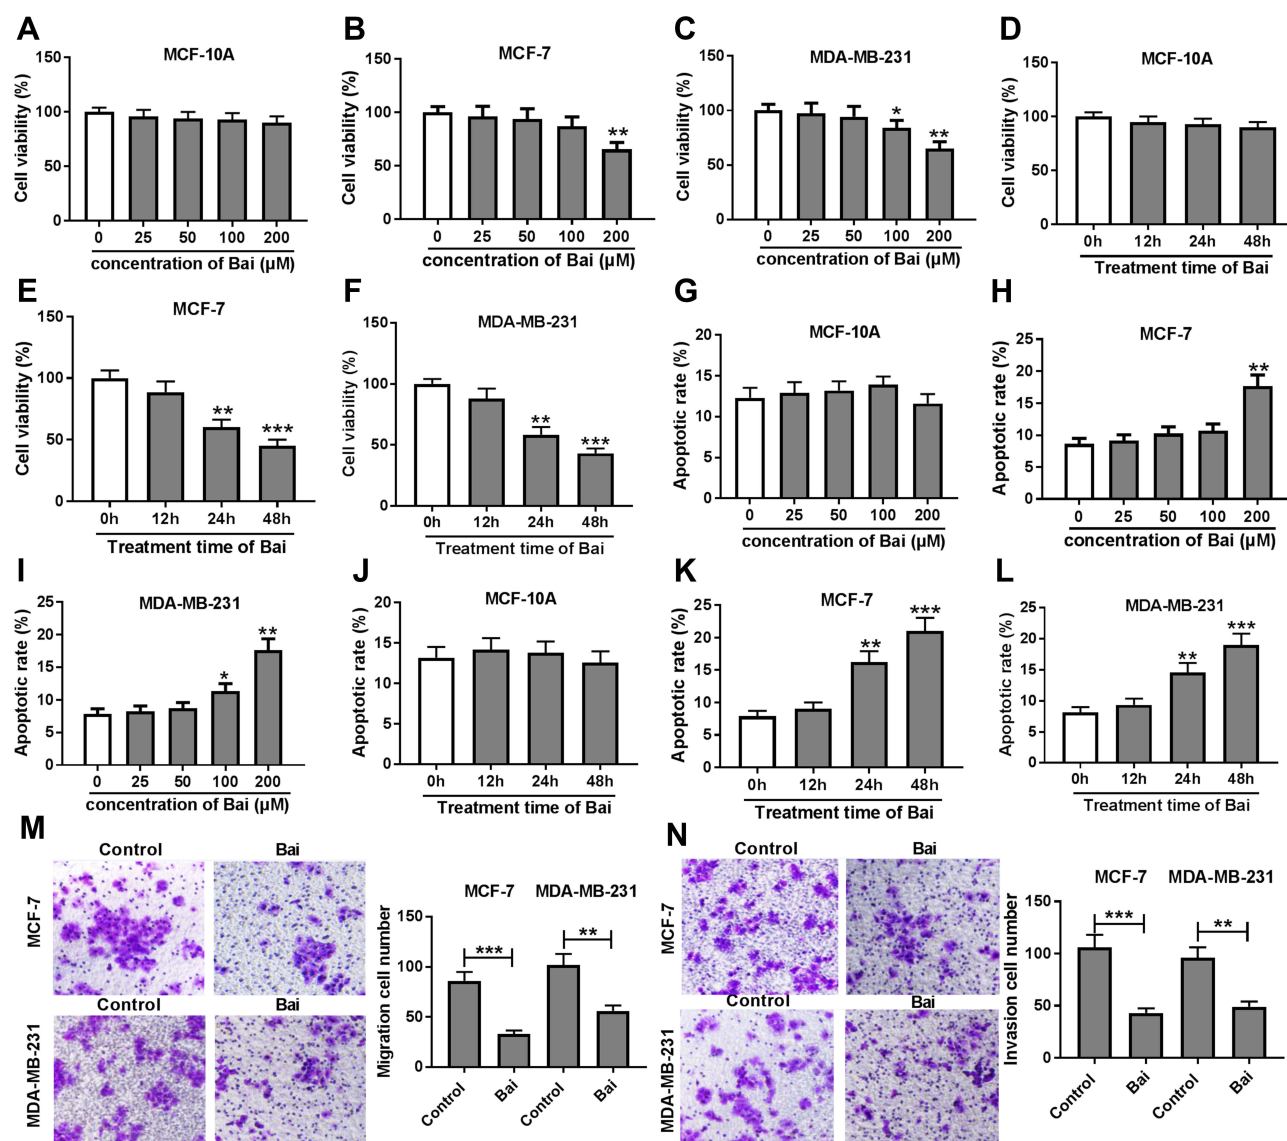 A
MCF-10A
Cell viability (%)
150
100
50
0
0 25 50 100 200
concentration of Bai (μM)
B
MCF-7
Cell viability (%)
150
100
50
0
**
0 25 50 100 200
concentration of Bai (μM)
C
MDA-MB-231
Cell viability (%)
150
100
50
0
*
**
0 25 50 100 200
concentration of Bai (μM)
D
MCF-10A
Cell viability (%)
150
100
50
0
0h 12h 24h 48h
Treatment time of Bai
E
MCF-7
Cell viability (%)
150
100
50
0
**
***
0h 12h 24h 48h
Treatment time of Bai
F
MDA-MB-231
Cell viability (%)
150
100
50
0
**
***
0h 12h 24h 48h
Treatment time of Bai
G
MCF-10A
Apoptotic rate (%)
20
15
10
5
0
0 25 50 100 200
concentration of Bai (μM)
H
MCF-7
Apoptotic rate (%)
25
20
15
10
5
0
**
0 25 50 100 200
concentration of Bai (μM)
I
MDA-MB-231
Apoptotic rate (%)
25
20
15
10
5
0
*
**
0 25 50 100 200
concentration of Bai (μM)
J
MCF-10A
Apoptotic rate (%)
20
15
10
5
0
0h 12h 24h 48h
Treatment time of Bai
K
MCF-7
Apoptotic rate (%)
25
20
15
10
5
0
**
***
0h 12h 24h 48h
Treatment time of Bai
L
MDA-MB-231
Apoptotic rate (%)
25
20
15
10
5
0
**
***
0h 12h 24h 48h
Treatment time of Bai
M
Control Bai
MCF-7
Control Bai
MDA-MB-231
MCF-7 MDA-MB-231
Migration cell number
150
100
50
0
***
**
Control Bai Control Bai
N
Control Bai
MCF-7
Control Bai
MDA-MB-231
MCF-7 MDA-MB-231
Invasion cell number
150
100
50
0
***
**
Control Bai Control Bai